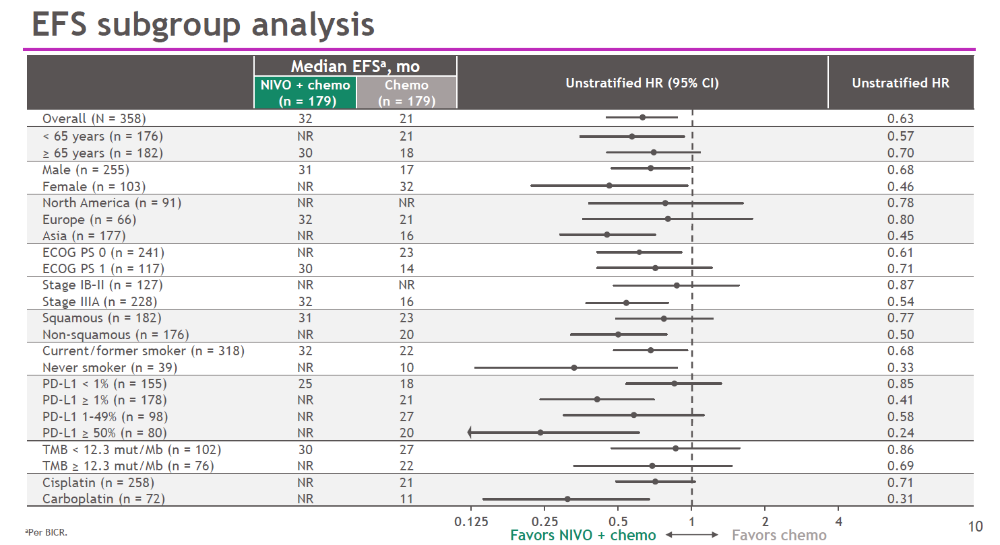 EFS subgroup analysis
Median EFSᵃ, mo
NIVO + chemo (n = 179) Chemo (n = 179) Unstratified HR (95% CI) Unstratified HR
Overall (N = 358) 32 21 0.63
< 65 years (n = 176) NR 21 0.57
≥ 65 years (n = 182) 30 18 0.70
Male (n = 255) 31 17 0.68
Female (n = 103) NR 32 0.46
North America (n = 91) NR NR 0.78
Europe (n = 66) 32 21 0.80
Asia (n = 177) NR 16 0.45
ECOG PS 0 (n = 241) NR 23 0.61
ECOG PS 1 (n = 117) 30 14 0.71
Stage IB–II (n = 127) NR NR 0.87
Stage IIIA (n = 228) 32 16 0.54
Squamous (n = 182) 31 23 0.77
Non-squamous (n = 176) NR 20 0.50
Current/former smoker (n = 318) 32 22 0.68
Never smoker (n = 39) NR 10 0.33
PD-L1 < 1% (n = 155) 25 18 0.85
PD-L1 ≥ 1% (n = 178) NR 21 0.41
PD-L1 1–49% (n = 98) NR 27 0.58
PD-L1 ≥ 50% (n = 80) NR 20 0.24
TMB < 12.3 mut/Mb (n = 102) 30 27 0.86
TMB ≥ 12.3 mut/Mb (n = 76) NR 22 0.69
Cisplatin (n = 258) NR 21 0.71
Carboplatin (n = 72) NR 11 0.31
0.125 0.25 0.5 1 2 4
Favors NIVO + chemo Favors chemo
ᵃPer BICR.
10